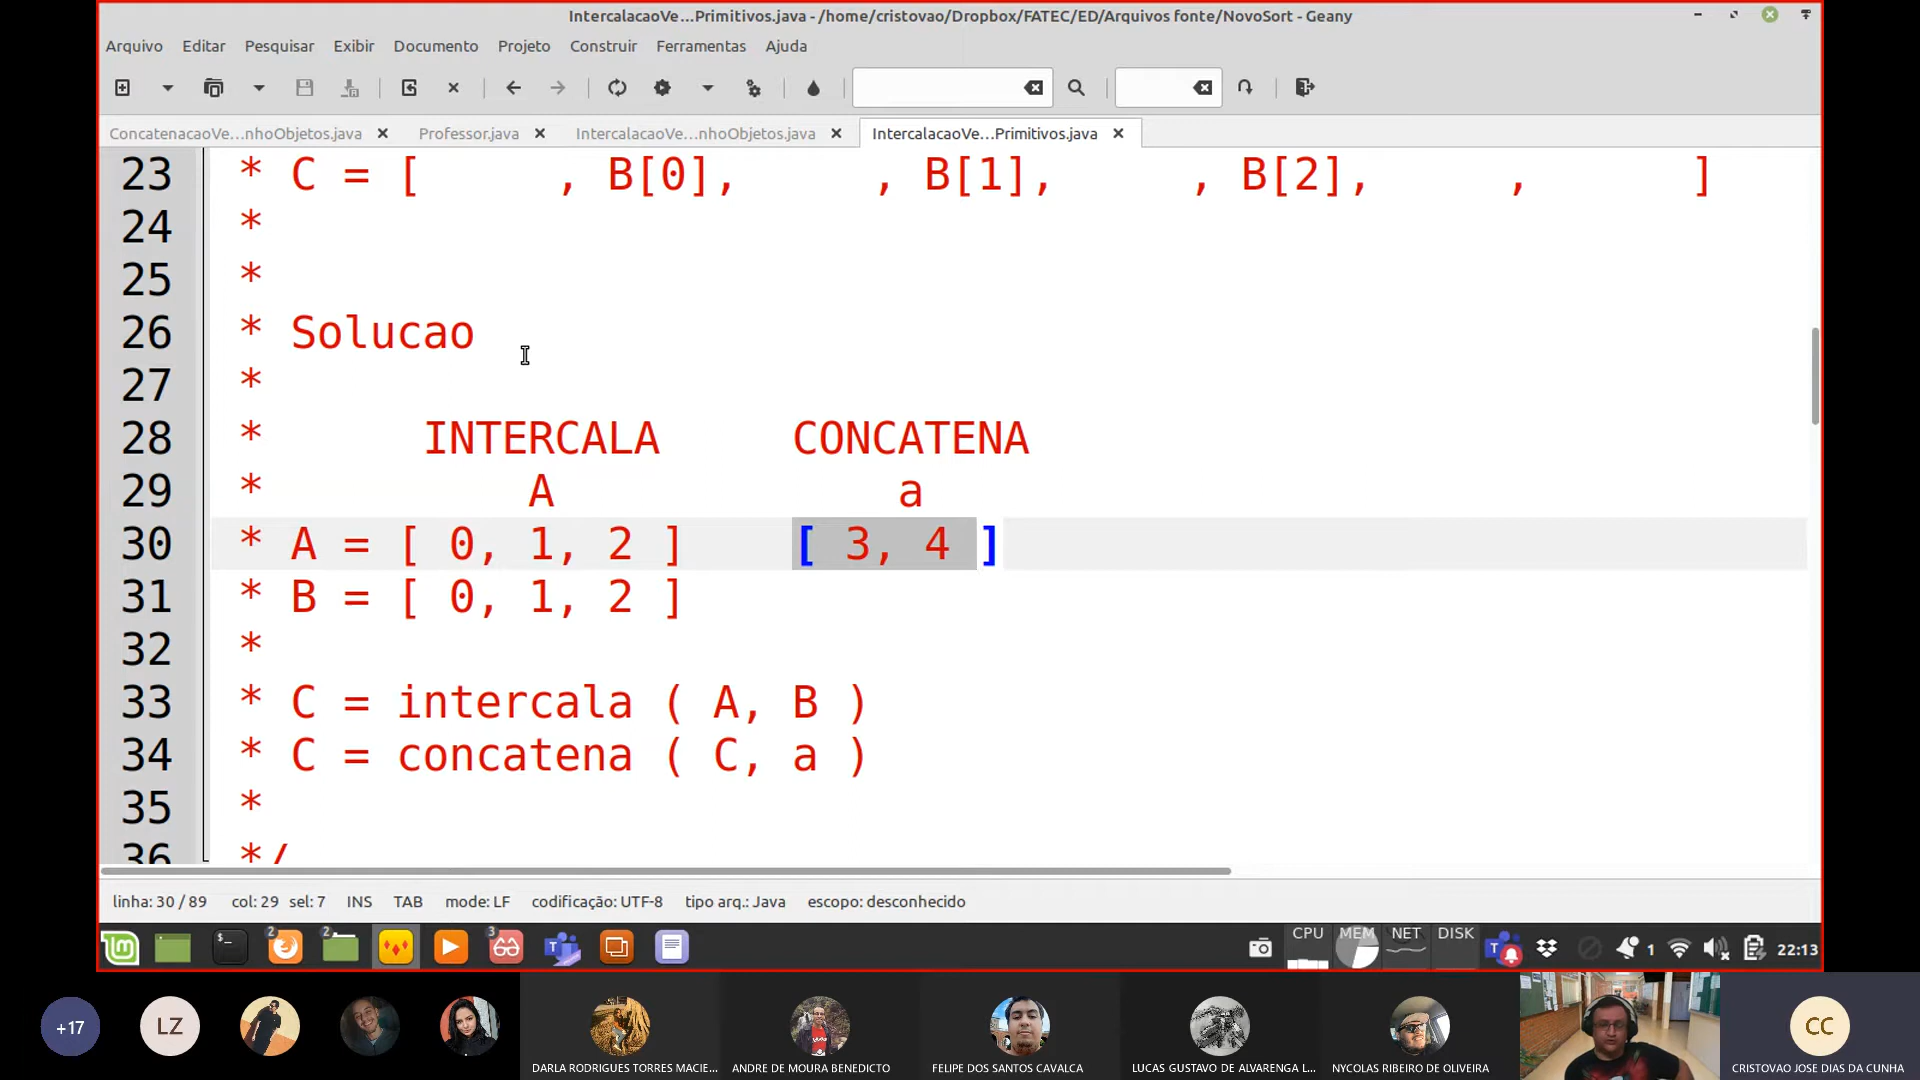 IntercalacaoVe...Primitivos.java - /home/cristovao/Dropbox/FATEC/ED/Arquivos fonte/NovoSort - Geany
Arquivo Editar Pesquisar Exibir Documento Projeto Construir Ferramentas Ajuda
ConcatenacaoVe...nhoObjetos.java Professor.java IntercalacaoVe...nhoObjetos.java IntercalacaoVe...Primitivos.java
23 * C = [ , B[0], , B[1], , B[2], , ]
24 *
25 *
26 * Solucao
27 *
28 * INTERCALA CONCATENA
29 * A a
30 * A = [ 0, 1, 2 ] [ 3, 4 ]
31 * B = [ 0, 1, 2 ]
32 *
33 * C = intercala ( A, B )
34 * C = concatena ( C, a )
35 *
36 */
linha: 30 / 89 col: 29 sel: 7 INS TAB mode: LF codificação: UTF-8 tipo arq.: Java escopo: desconhecido
2 2 3 CPU MEM NET DISK 1 22:13
+17 LZ CC
DARLA RODRIGUES TORRES MACIE... ANDRE DE MOURA BENEDICTO FELIPE DOS SANTOS CAVALCA LUCAS GUSTAVO DE ALVARENGA L... NYCOLAS RIBEIRO DE OLIVEIRA CRISTOVAO JOSE DIAS DA CUNHA